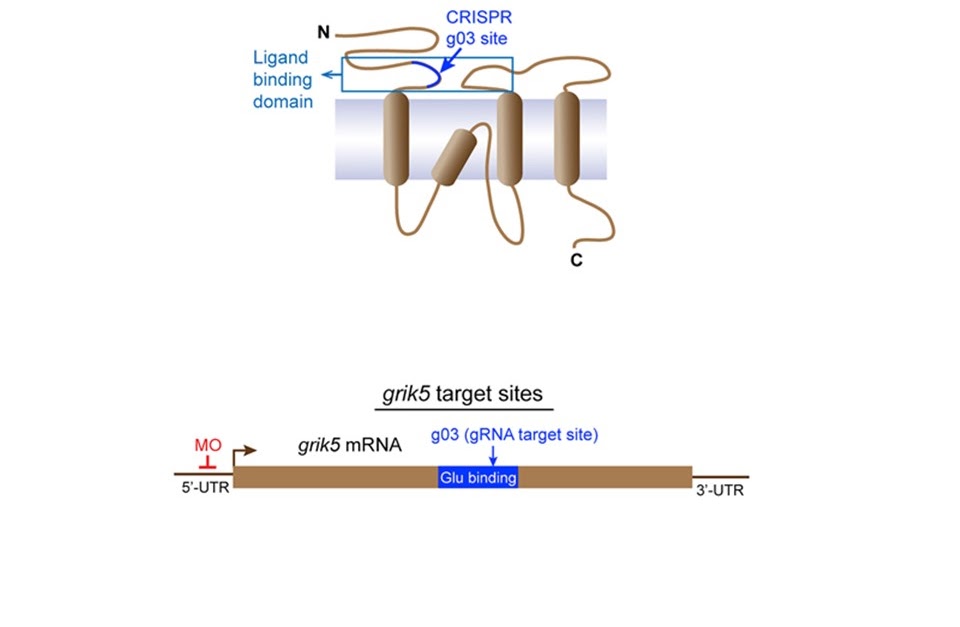 N
CRISPR
g03 site
Ligand
binding
domain
C
grik5 target sites
MO
grik5 mRNA
g03 (gRNA target site)
Glu binding
5’-UTR
3’-UTR